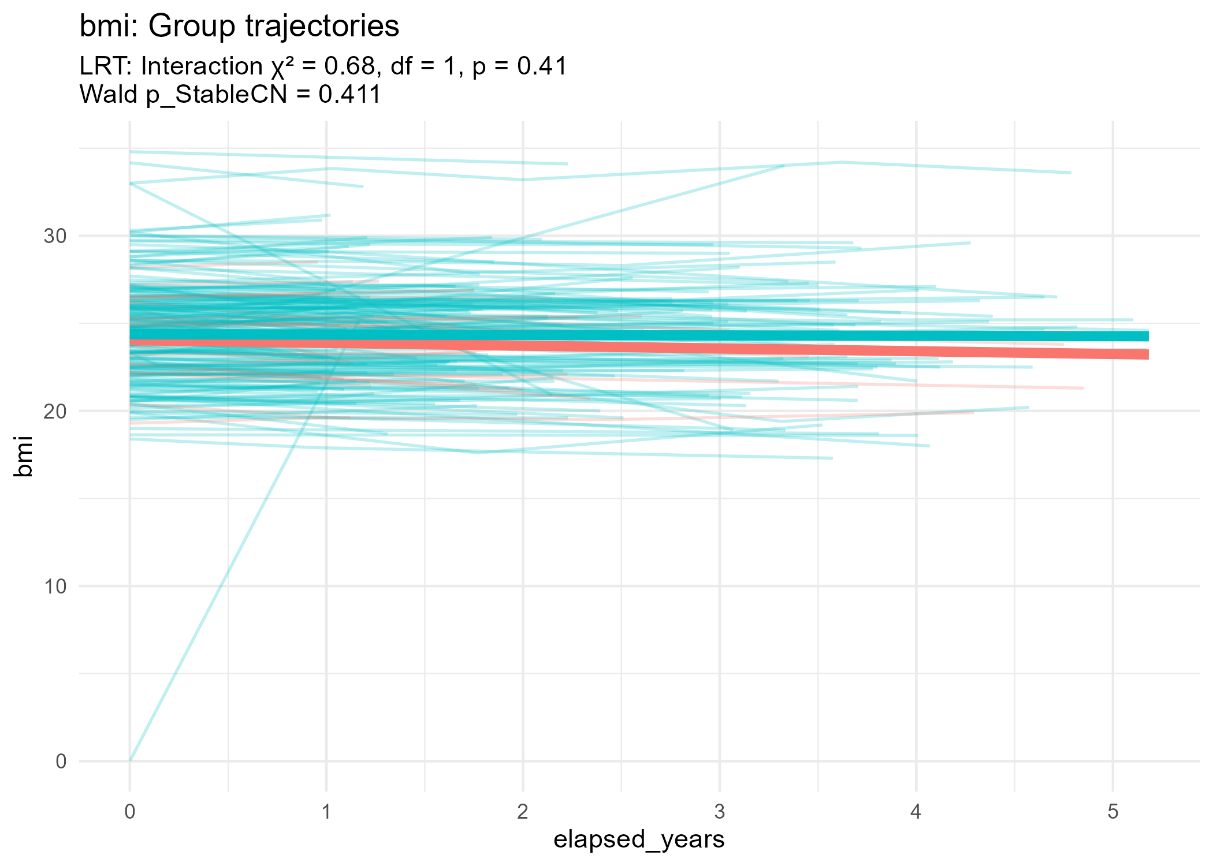 bmi: Group trajectories
LRT: Interaction χ² = 0.68, df = 1, p = 0.41
Wald p_StableCN = 0.411
30
20
10
0
bmi
0 1 2 3 4 5
elapsed_years